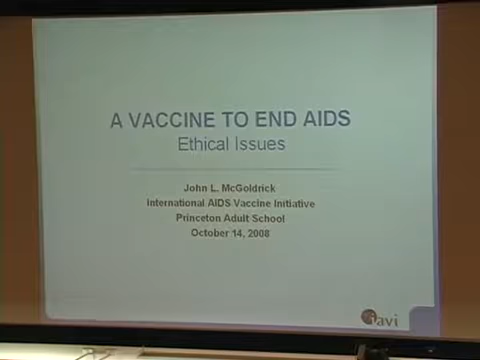 A VACCINE TO END AIDS
Ethical Issues
John L. McGoldrick
International AIDS Vaccine Initiative
Princeton Adult School
October 14, 2008
iavi